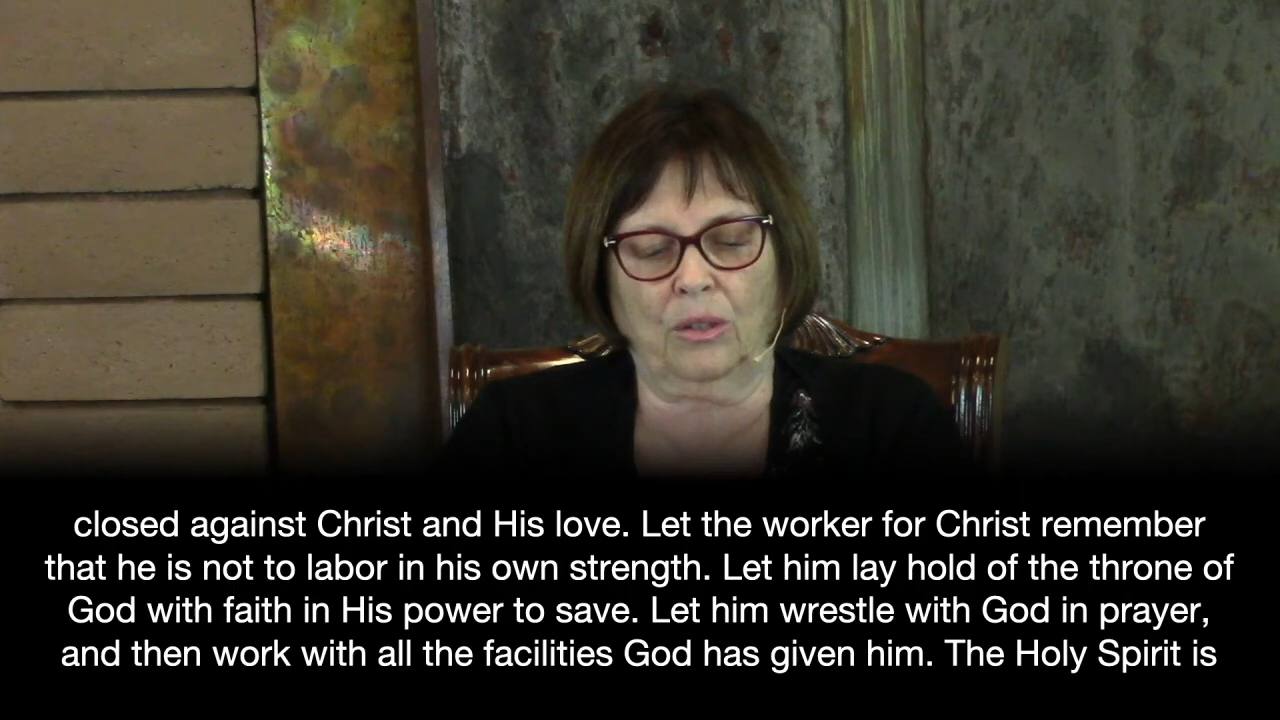 closed against Christ and His love. Let the worker for Christ remember
that he is not to labor in his own strength. Let him lay hold of the throne of
God with faith in His power to save. Let him wrestle with God in prayer,
and then work with all the facilities God has given him. The Holy Spirit is